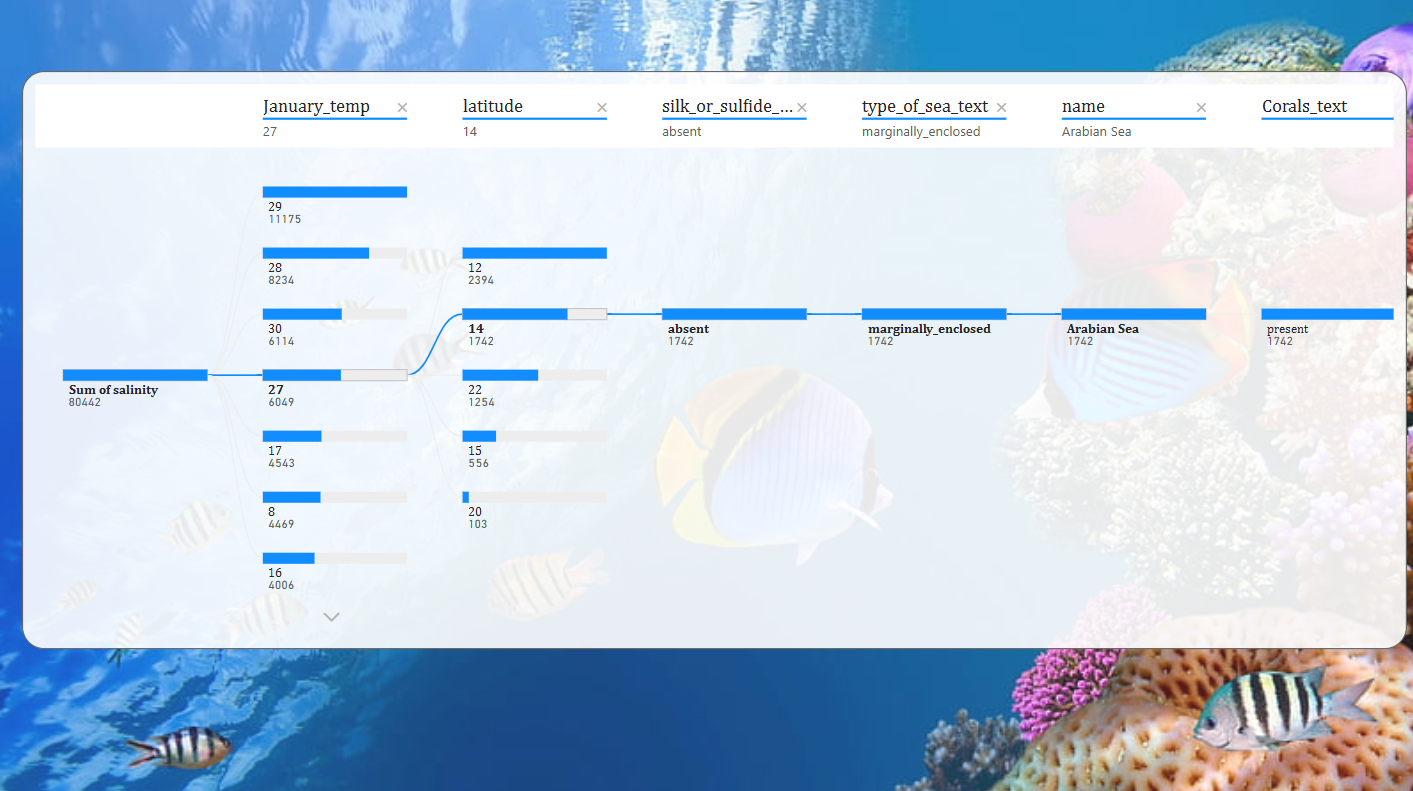 January_temp × latitude × silk_or_sulfide_... × type_of_sea_text × name × Corals_text
27 14 absent marginally_enclosed Arabian Sea
29
11175
28 12
8234 2394
30 14 absent marginally_enclosed Arabian Sea present
6114 1742 1742 1742 1742 1742
Sum of salinity 27 22
80442 6049 1254
17 15
4543 556
8 20
4469 103
16
4006